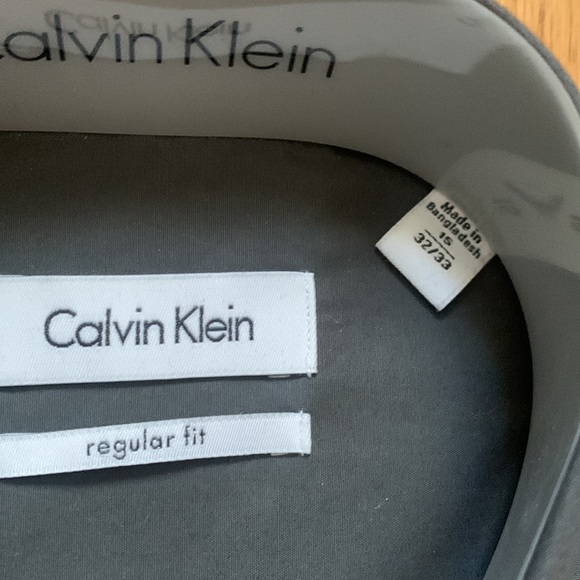 Calvin Klein
Made in
Bangladesh
15
32/33
Calvin Klein
regular fit